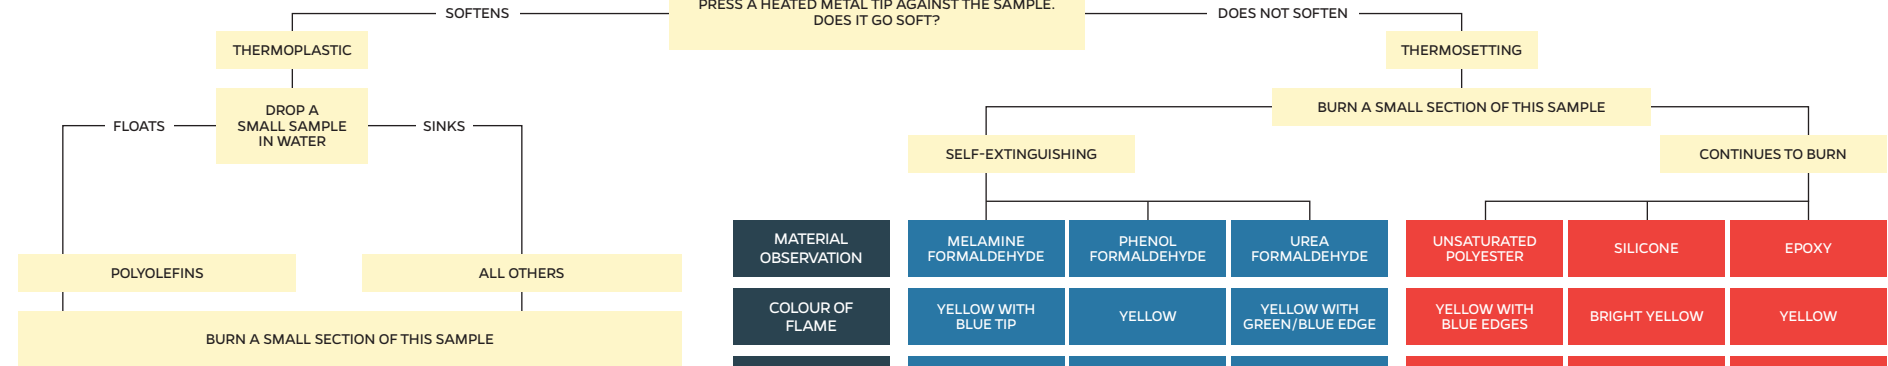 PRESS A HEATED METAL TIP AGAINST THE SAMPLE.
DOES IT GO SOFT?
SOFTENS
DOES NOT SOFTEN
THERMOPLASTIC
THERMOSETTING
DROP A
SMALL SAMPLE
IN WATER
FLOATS
SINKS
BURN A SMALL SECTION OF THIS SAMPLE
SELF-EXTINGUISHING
CONTINUES TO BURN
POLYOLEFINS
ALL OTHERS
BURN A SMALL SECTION OF THIS SAMPLE
MATERIAL
OBSERVATION
MELAMINE
FORMALDEHYDE
PHENOL
FORMALDEHYDE
UREA
FORMALDEHYDE
UNSATURATED
POLYESTER
SILICONE
EPOXY
COLOUR OF
FLAME
YELLOW WITH
BLUE TIP
YELLOW
YELLOW WITH
GREEN/BLUE EDGE
YELLOW WITH
BLUE EDGES
BRIGHT YELLOW
YELLOW